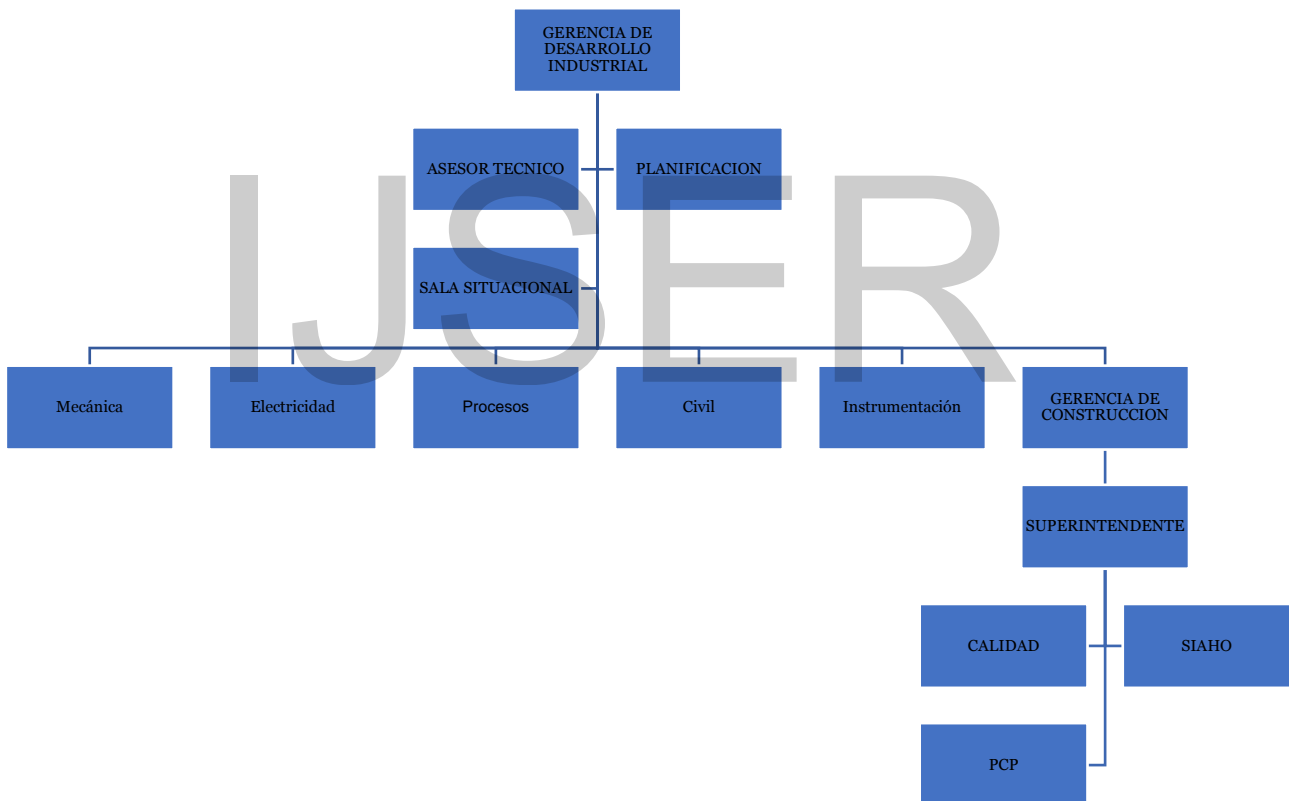 GERENCIA DE
DESARROLLO
INDUSTRIAL
ASESOR TECNICO
PLANIFICACION
SALA SITUACIONAL
IJSER
Mecánica
Electricidad
Procesos
Civil
Instrumentación
GERENCIA DE
CONSTRUCCION
SUPERINTENDENTE
CALIDAD
SIAHO
PCP